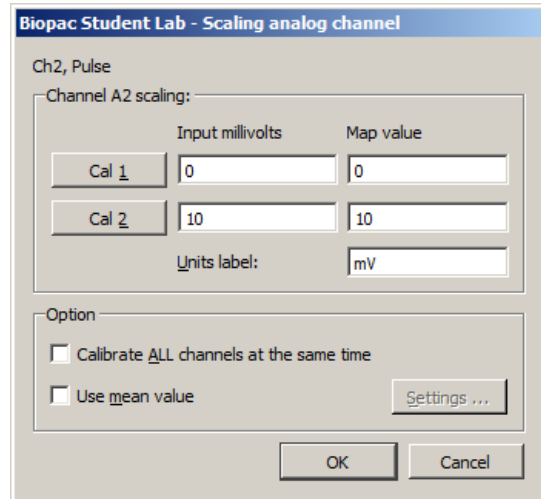 Biopac Student Lab - Scaling analog channel
Ch2, Pulse
Channel A2 scaling:
Input millivolts Map value
Cal 1 0 0
Cal 2 10 10
Units label: mV
Option
Calibrate ALL channels at the same time
Use mean value Settings ...
OK Cancel